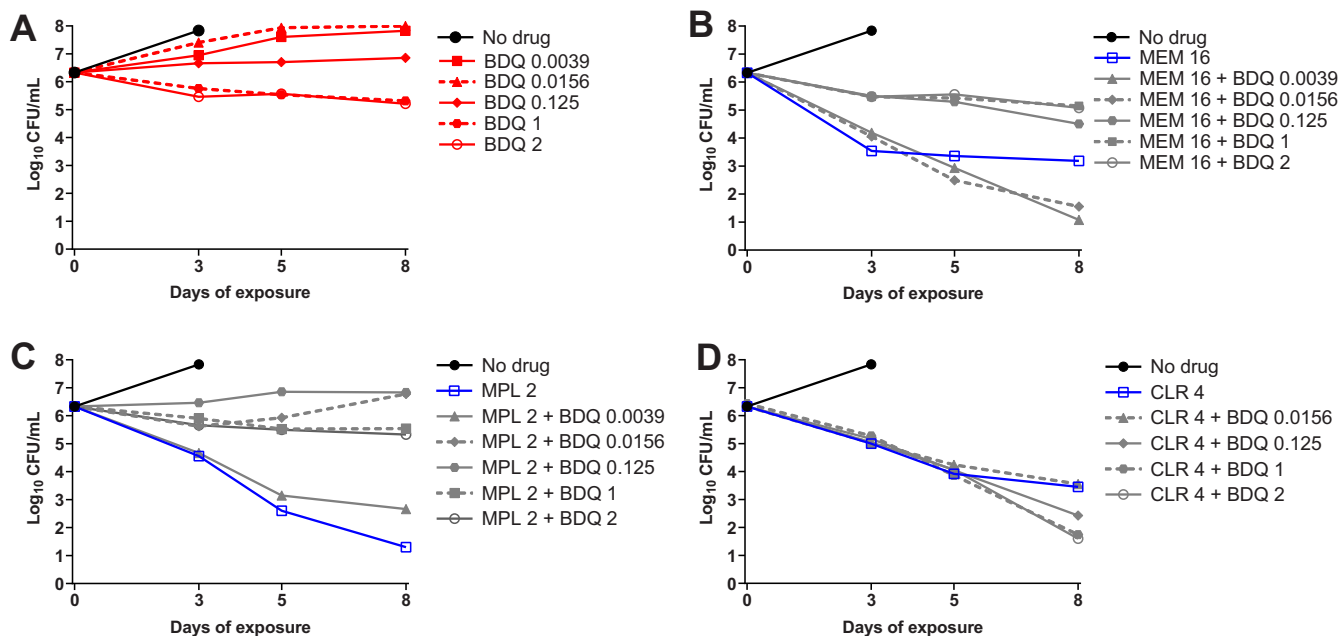 A
8
7
6
5
4
3
2
1
0
Log10 CFU/mL
0 3 5 8
Days of exposure
No drug
BDQ 0.0039
BDQ 0.0156
BDQ 0.125
BDQ 1
BDQ 2
B
8
7
6
5
4
3
2
1
0
Log10 CFU/mL
0 3 5 8
Days of exposure
No drug
MEM 16
MEM 16 + BDQ 0.0039
MEM 16 + BDQ 0.0156
MEM 16 + BDQ 0.125
MEM 16 + BDQ 1
MEM 16 + BDQ 2
C
8
7
6
5
4
3
2
1
0
Log10 CFU/mL
0 3 5 8
Days of exposure
No drug
MPL 2
MPL 2 + BDQ 0.0039
MPL 2 + BDQ 0.0156
MPL 2 + BDQ 0.125
MPL 2 + BDQ 1
MPL 2 + BDQ 2
D
8
7
6
5
4
3
2
1
0
Log10 CFU/mL
0 3 5 8
Days of exposure
No drug
CLR 4
CLR 4 + BDQ 0.0156
CLR 4 + BDQ 0.125
CLR 4 + BDQ 1
CLR 4 + BDQ 2